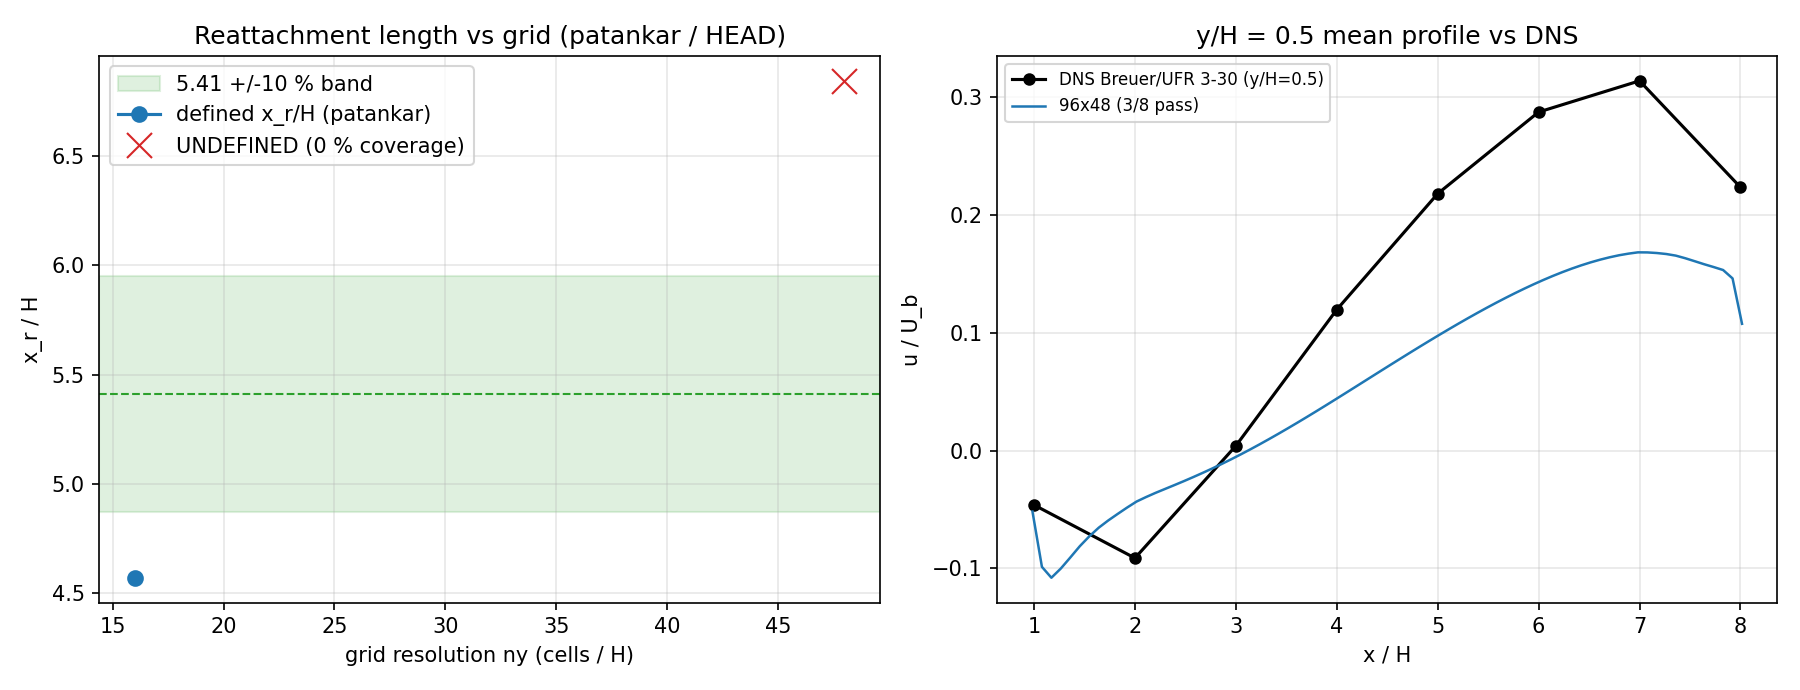 Reattachment length vs grid (patankar / HEAD)
5.41 +/-10 % band
defined x_r/H (patankar)
UNDEFINED (0 % coverage)
x_r / H
6.5
6.0
5.5
5.0
4.5
15 20 25 30 35 40 45
grid resolution ny (cells / H)
y/H = 0.5 mean profile vs DNS
DNS Breuer/UFR 3-30 (y/H=0.5)
96x48 (3/8 pass)
u / U_b
0.3
0.2
0.1
0.0
−0.1
1 2 3 4 5 6 7 8
x / H